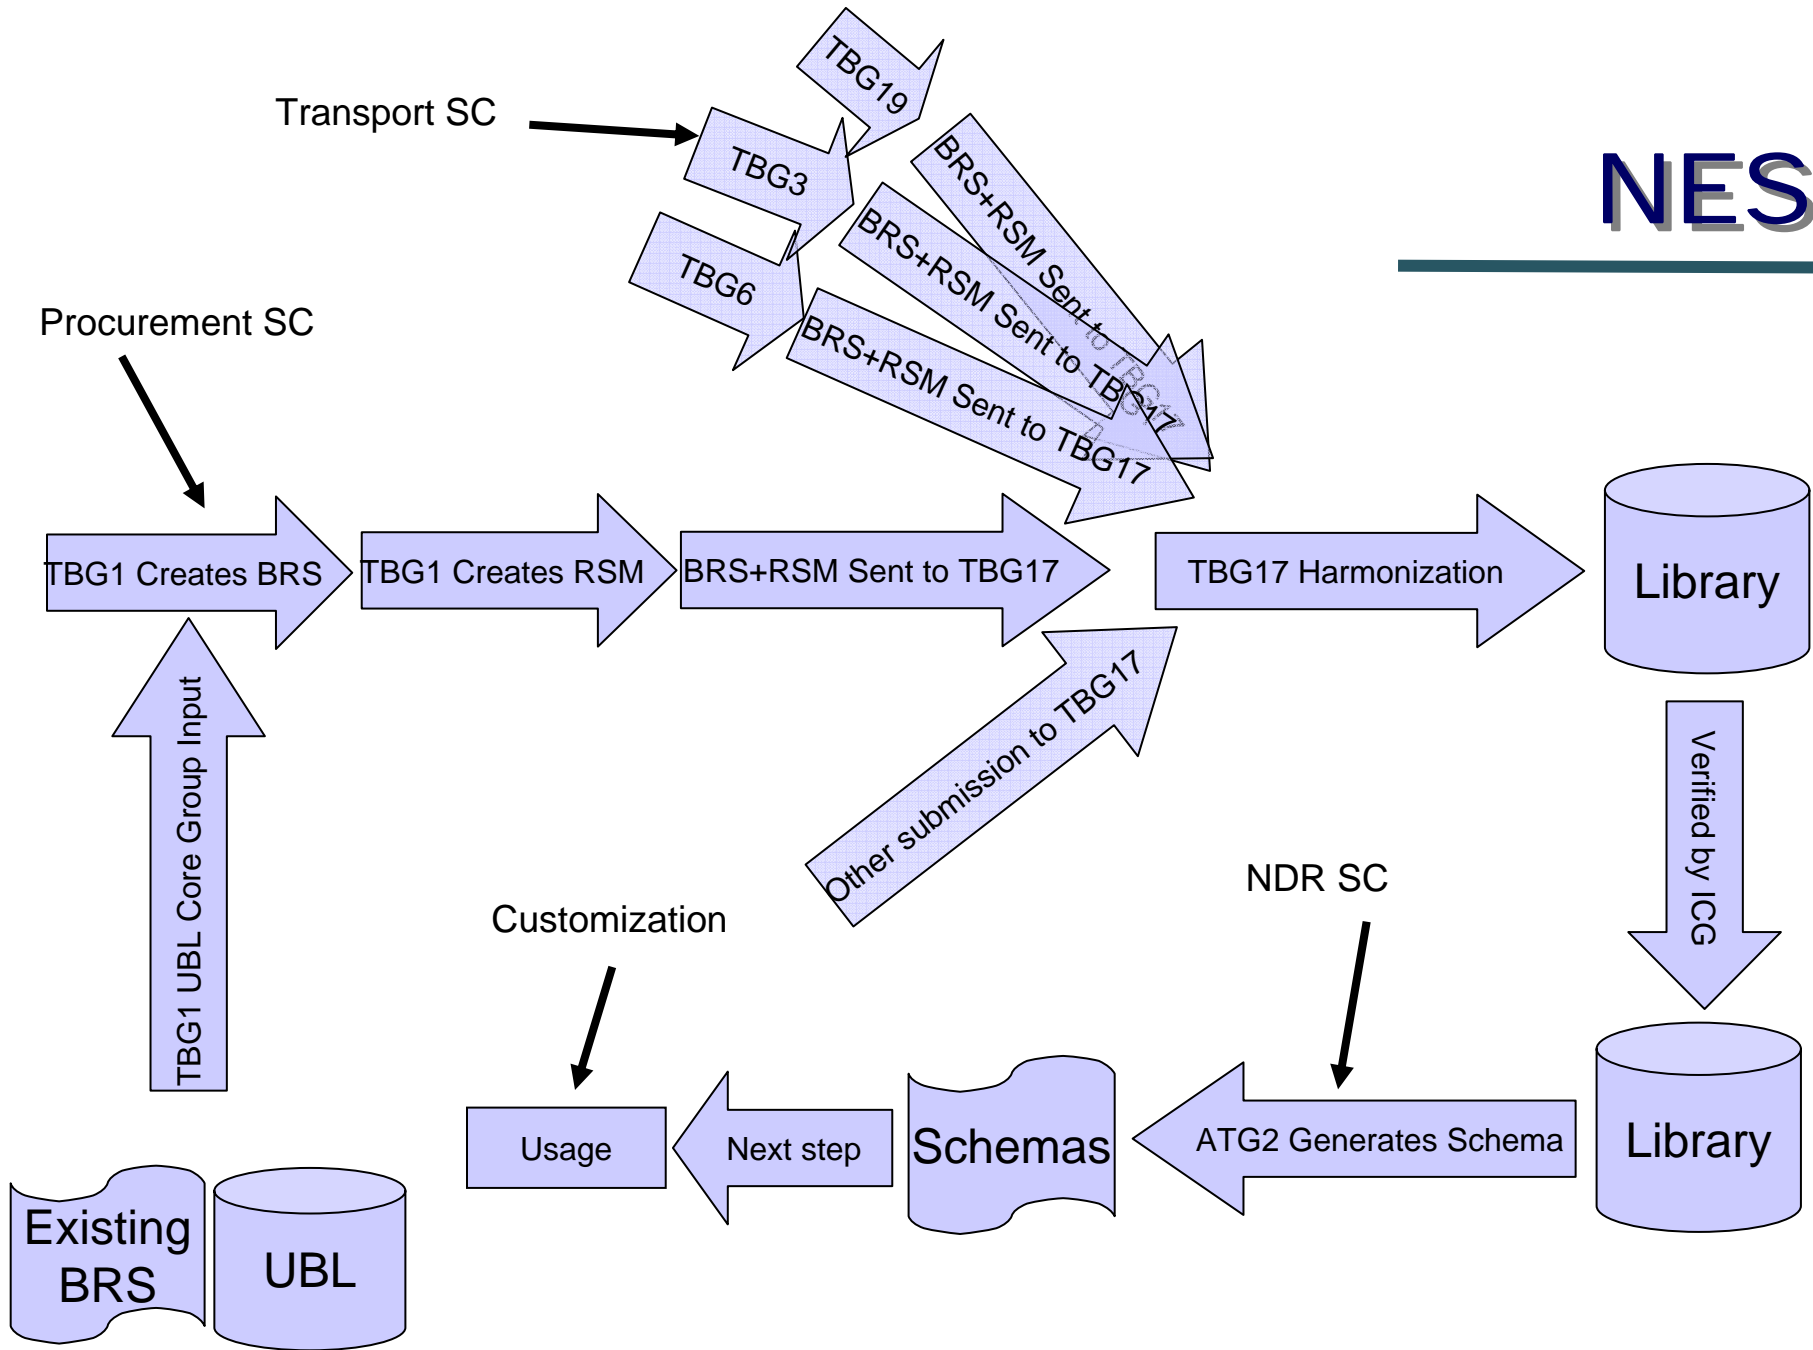 TBG19
Transport SC
TBG3
BRS+RSM Sent to TBG17
NES
TBG6
BRS+RSM Sent to TBG17
Procurement SC
BRS+RSM Sent to TBG17
TBG1 Creates BRS
TBG1 Creates RSM
BRS+RSM Sent to TBG17
TBG17 Harmonization
Library
TBG1 UBL Core Group Input
Other submission to TBG17
Verified by ICG
NDR SC
Customization
Usage
Next step
Schemas
ATG2 Generates Schema
Library
Existing
BRS
UBL